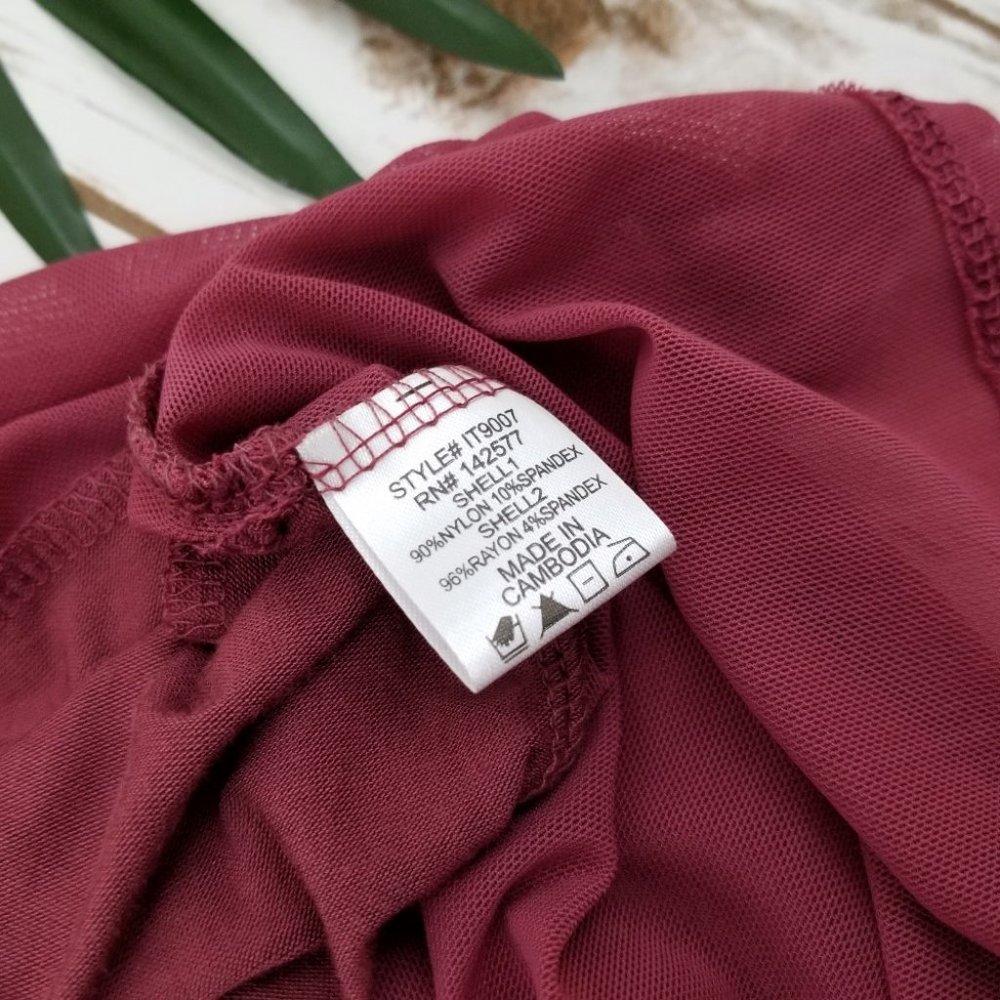 STYLE# IT9007
RN# 142577
SHELL1
90%NYLON 10%SPANDEX
SHELL2
96%RAYON 4%SPANDEX
MADE IN
CAMBODIA